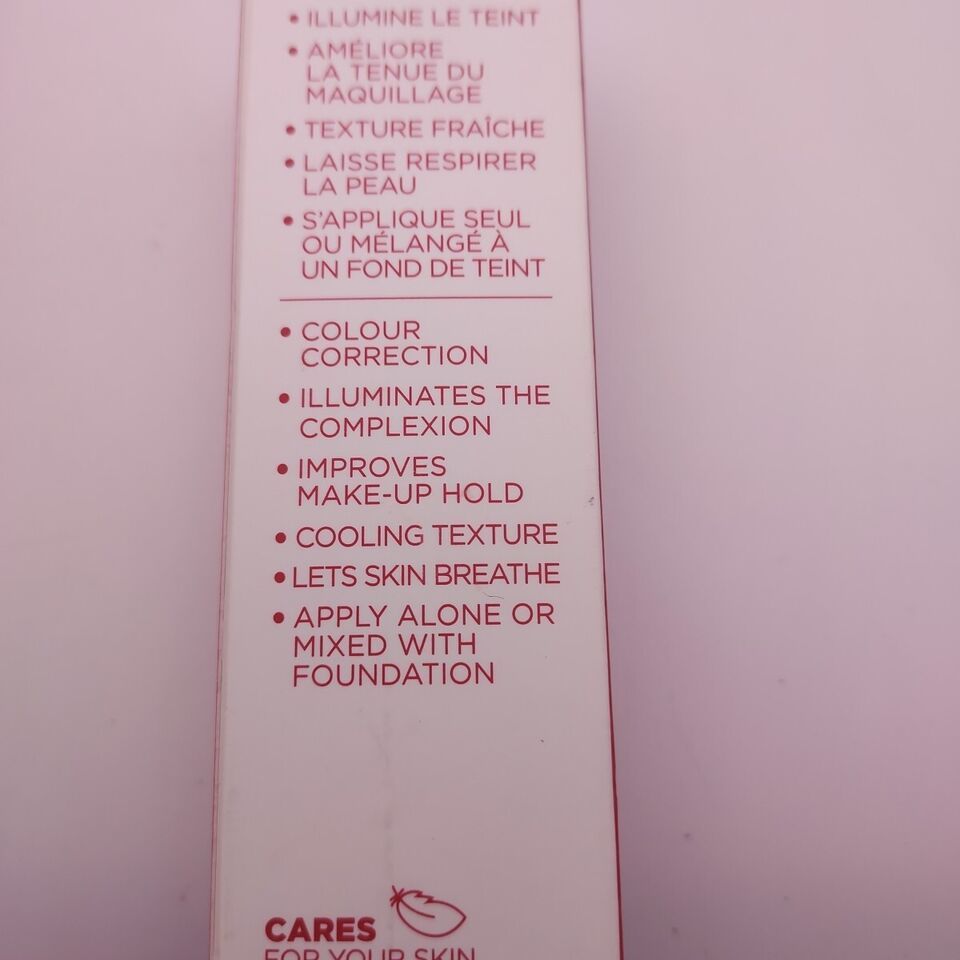 • ILLUMINE LE TEINT
• AMÉLIORE
LA TENUE DU
MAQUILLAGE
• TEXTURE FRAÎCHE
• LAISSE RESPIRER
LA PEAU
• S'APPLIQUE SEUL
OU MÉLANGÉ À
UN FOND DE TEINT
• COLOUR
CORRECTION
• ILLUMINATES THE
COMPLEXION
• IMPROVES
MAKE-UP HOLD
• COOLING TEXTURE
• LETS SKIN BREATHE
• APPLY ALONE OR
MIXED WITH
FOUNDATION
CARES
FOR YOUR SKIN